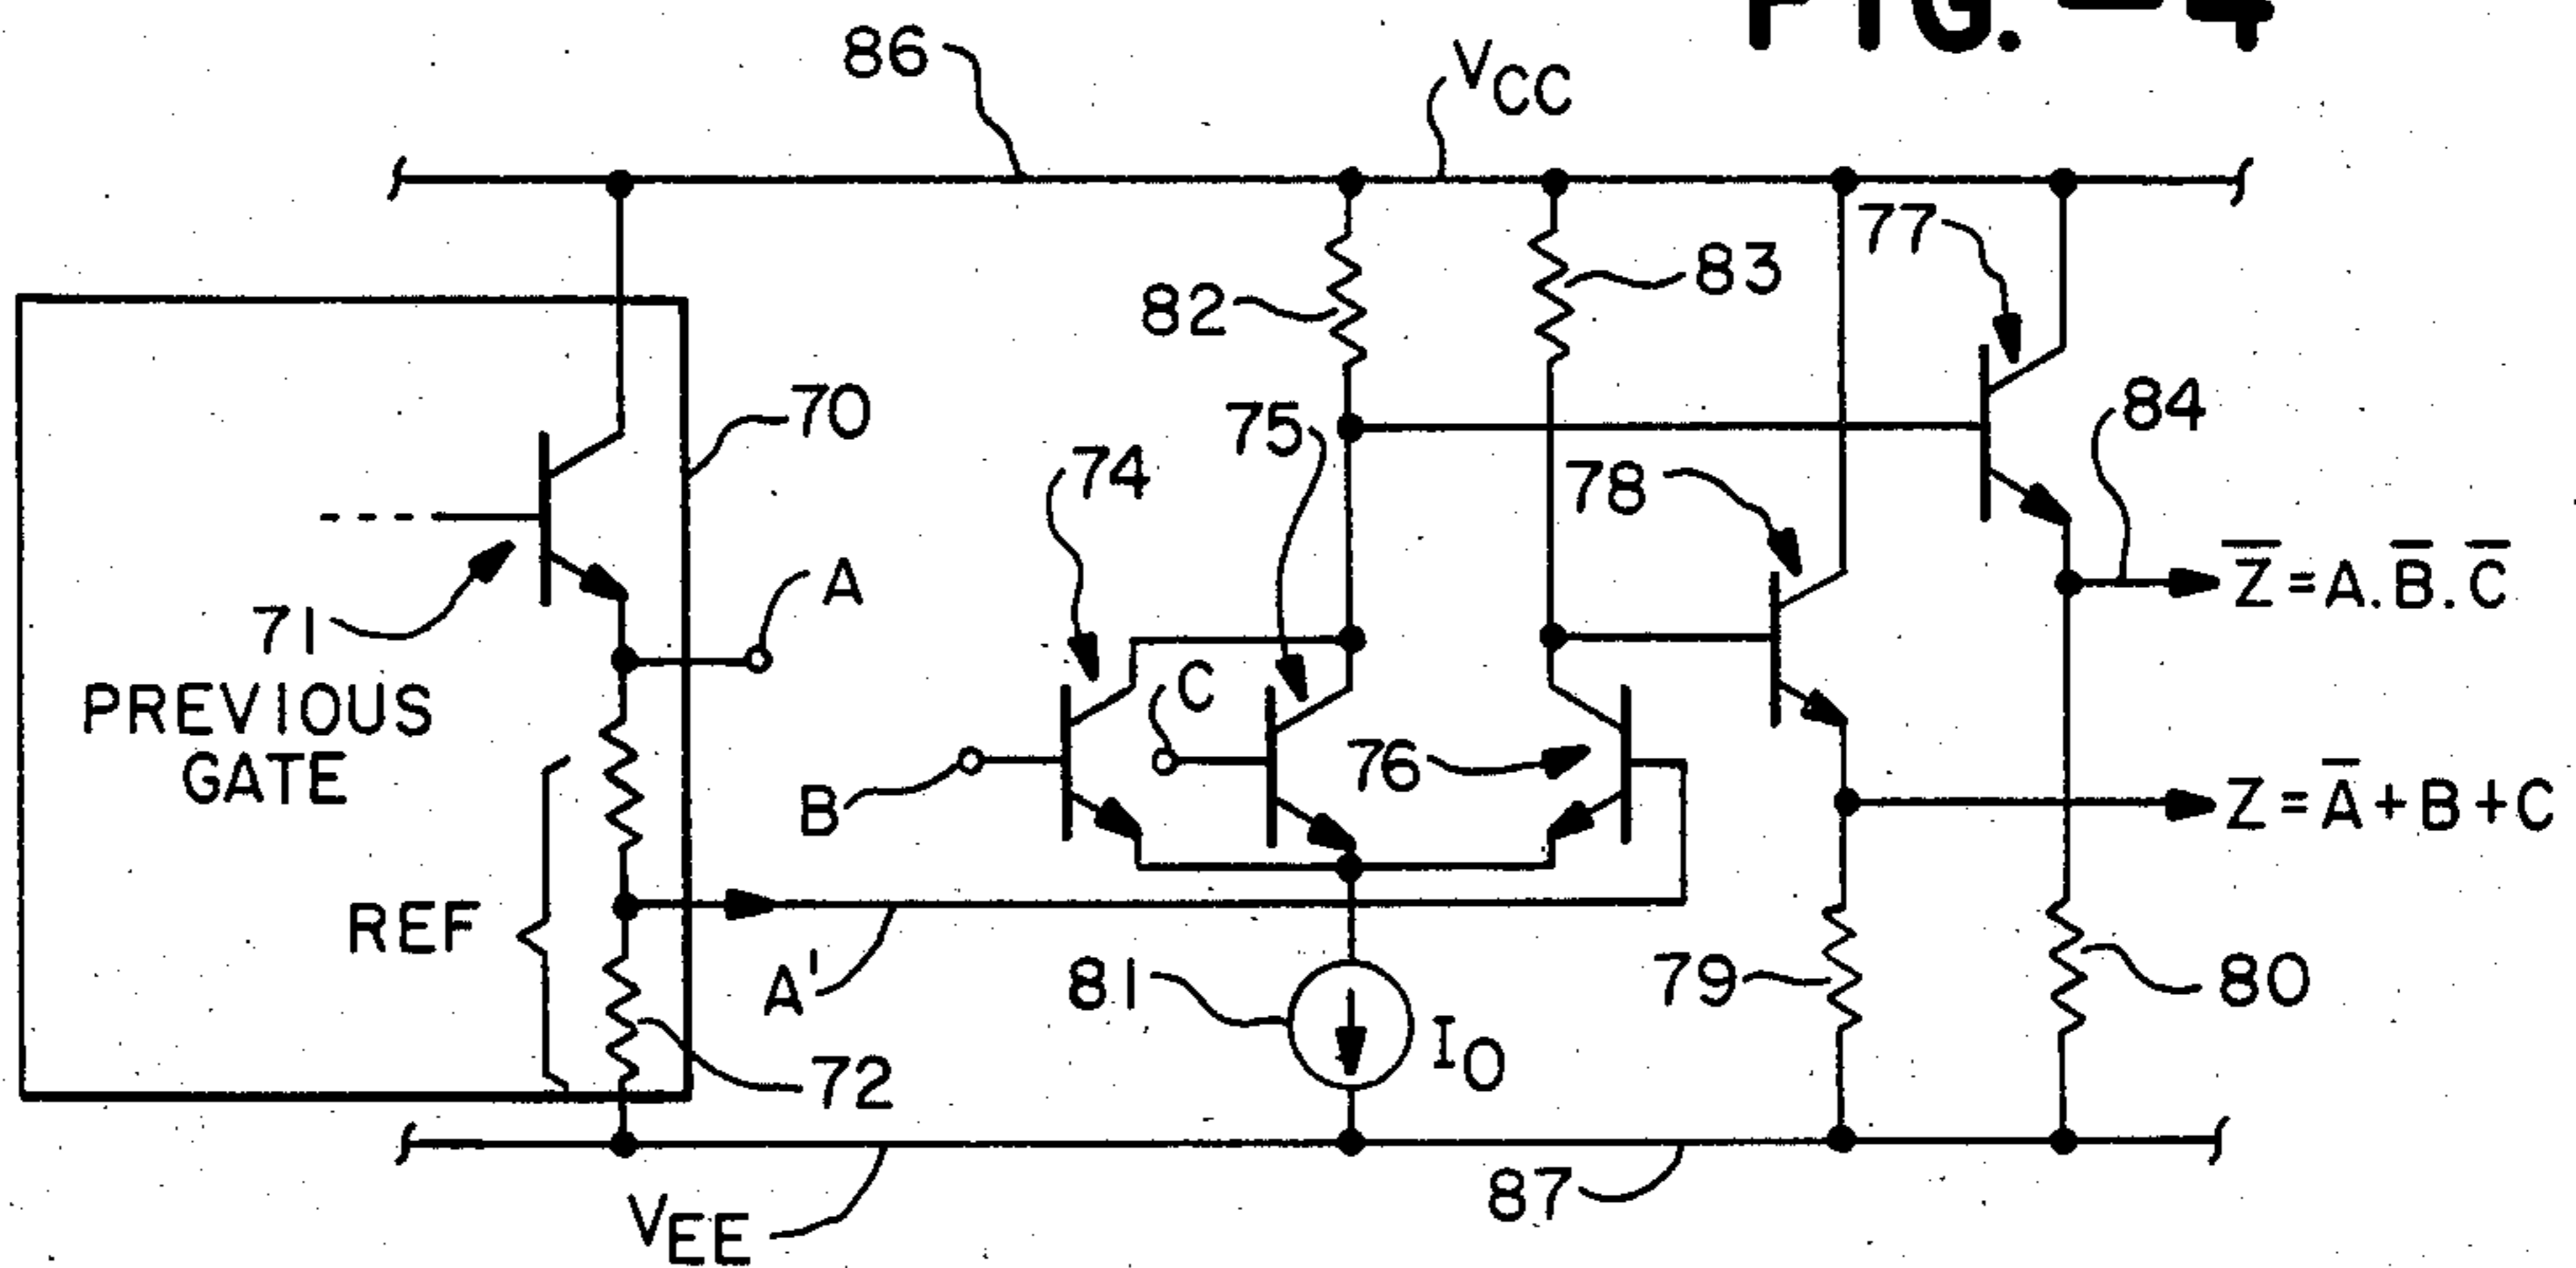 FIG.-4
86
VCC
77
83
82
84
70
75
74
78
A
71
Z̅ = A.B̅.C̅
PREVIOUS
GATE
C
76
B
Z = A̅ + B + C
REF
A'
81
IO
79
80
72
87
VEE